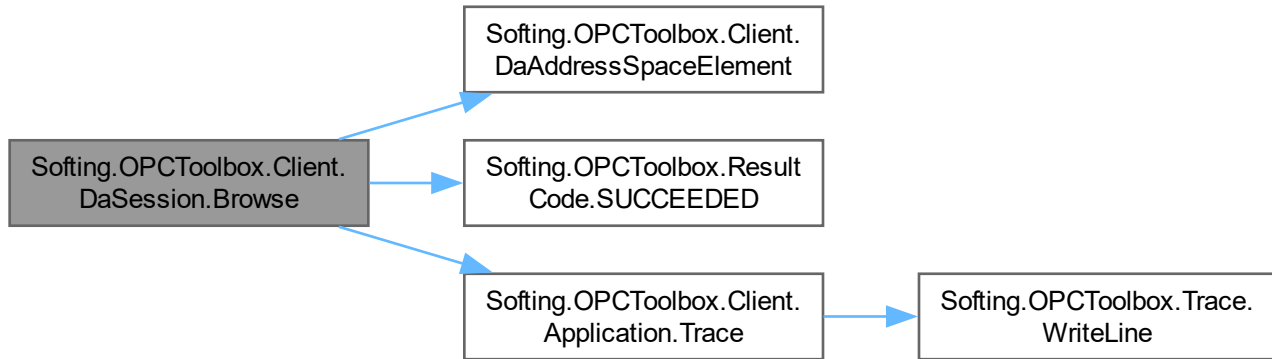 Softing.OPCToolbox.Client.
DaAddressSpaceElement
Softing.OPCToolbox.Client.
DaSession.Browse
Softing.OPCToolbox.Result
Code.SUCCEEDED
Softing.OPCToolbox.Client.
Application.Trace
Softing.OPCToolbox.Trace.
WriteLine